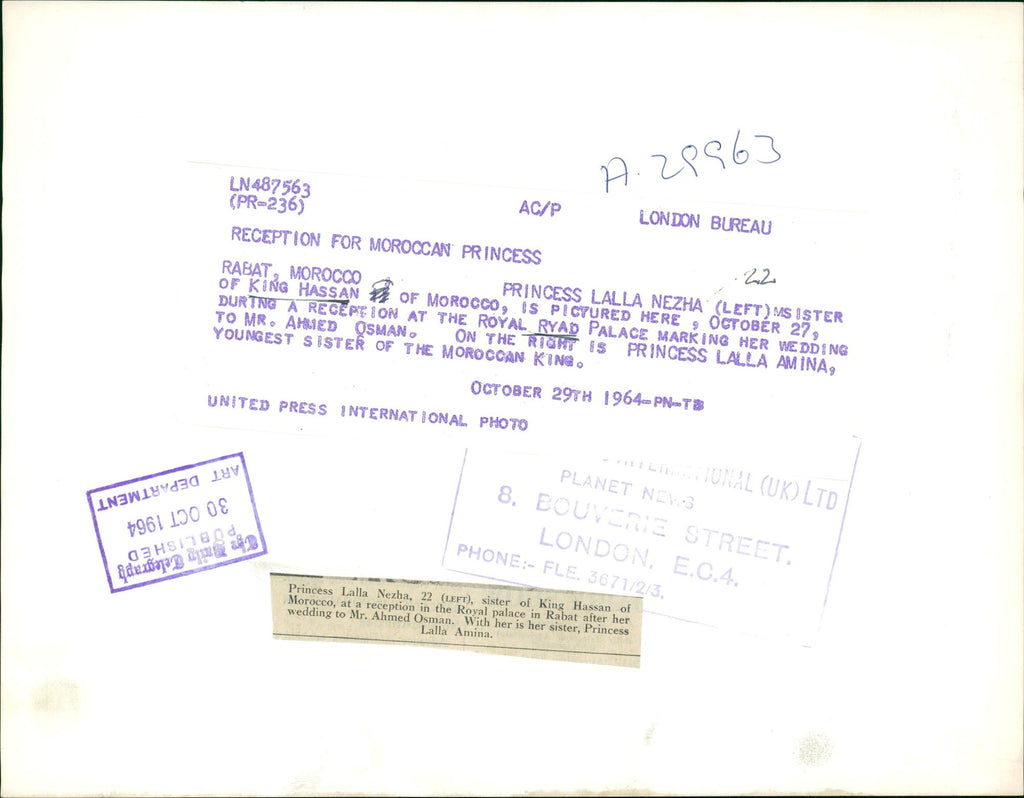 A.29963
LN487563
(PR-236) AC/P LONDON BUREAU
RECEPTION FOR MOROCCAN PRINCESS
22
RABAT, MOROCCO PRINCESS LALLA NEZHA (LEFT) SISTER
OF KING HASSAN OF MOROCCO, IS PICTURED HERE , OCTOBER 27,
DURING A RECEPTION AT THE ROYAL RYAD PALACE MARKING HER WEDDING
TO MR. AHMED OSMAN. ON THE RIGHT IS PRINCESS LALLA AMINA,
YOUNGEST SISTER OF THE MOROCCAN KING.
OCTOBER 29TH 1964-PN-TB
UNITED PRESS INTERNATIONAL PHOTO
The Daily Telegraph
PUBLISHED
30 OCT 1964
ART DEPARTMENT
INTERNATIONAL (UK) LTD
PLANET NEWS
8. BOUVERIE STREET.
LONDON. E.C.4.
PHONE:- FLE. 3671/2/3.
Princess Lalla Nezha, 22 (LEFT), sister of King Hassan of
Morocco, at a reception in the Royal palace in Rabat after her
wedding to Mr. Ahmed Osman. With her is her sister, Princess
Lalla Amina.